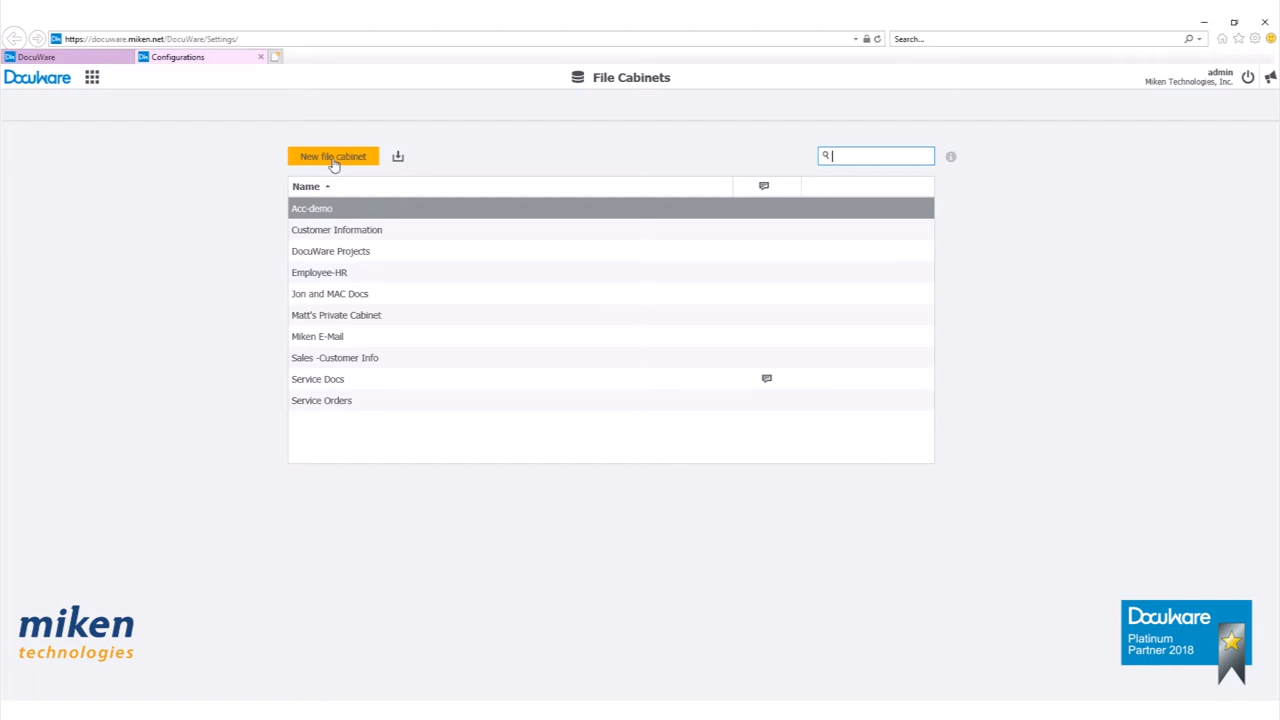 https://docuware.miken.net/DocuWare/Settings/
Search...
DocuWare
Configurations
DocuWare
File Cabinets
admin
Miken Technologies, Inc.
New file cabinet
Name
Acc-demo
Customer Information
DocuWare Projects
Employee-HR
Jon and MAC Docs
Matt's Private Cabinet
Miken E-Mail
Sales -Customer Info
Service Docs
Service Orders
miken
technologies
DocuWare
Platinum
Partner 2018